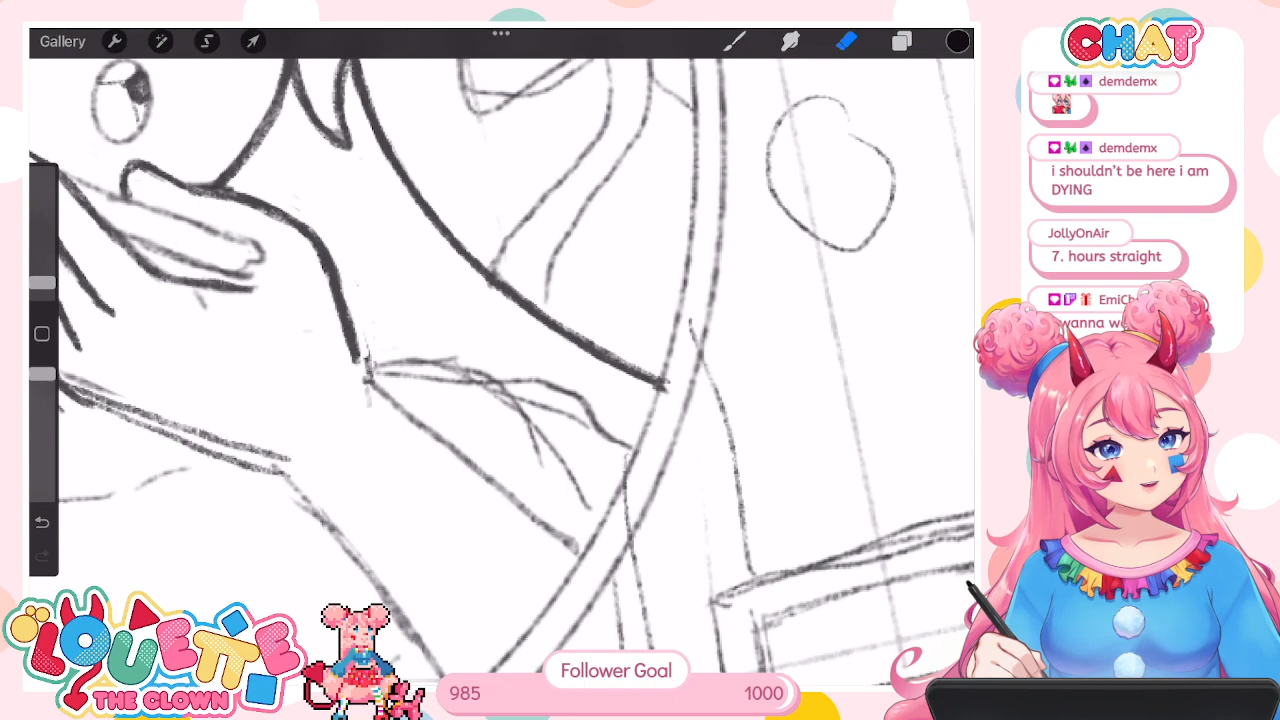 Gallery
CHAT
demdemx
demdemx
i shouldn't be here i am
DYING
JollyOnAir
7. hours straight
wanna
LOUETTE
THE CLOWN
Follower Goal
985
1000